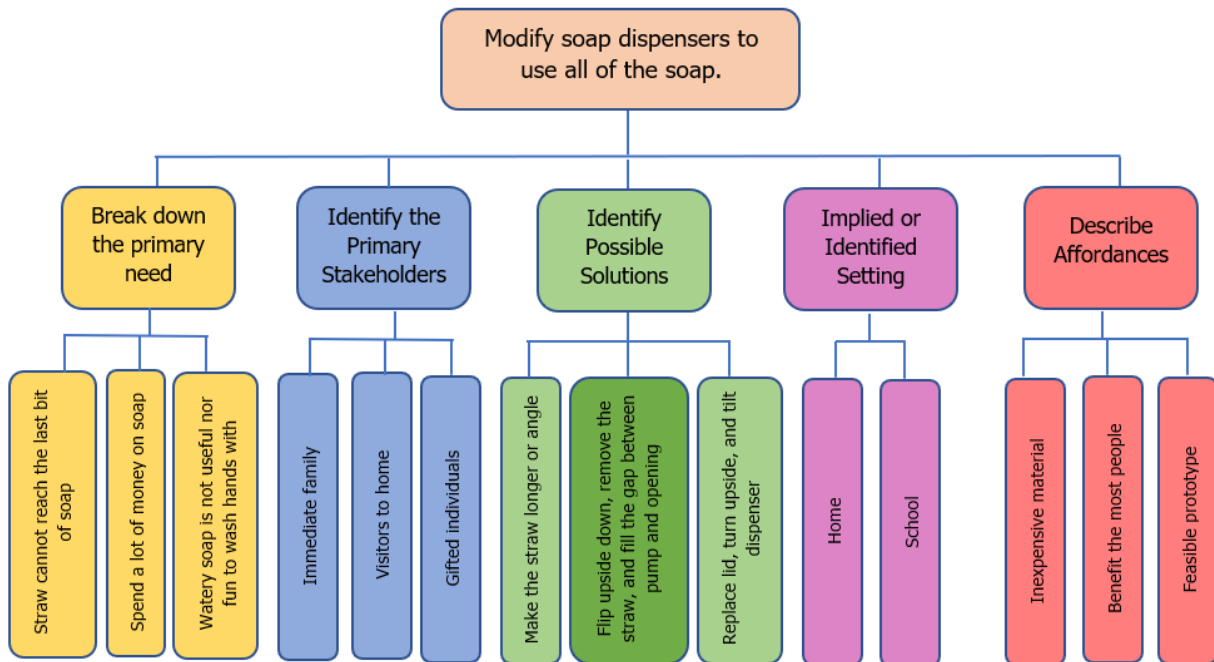 Modify soap dispensers to
use all of the soap.
Break down
the primary
need
Identify the
Primary
Stakeholders
Identify
Possible
Solutions
Implied or
Identified
Setting
Describe
Affordances
Straw cannot reach the last bit
of soap
Spend a lot of money on soap
Watery soap is not useful nor
fun to wash hands with
Immediate family
Visitors to home
Gifted individuals
Make the straw longer or angle
Flip upside down, remove the
straw, and fill the gap between
pump and opening
Replace lid, turn upside, and tilt
dispenser
Home
School
Inexpensive material
Benefit the most people
Feasible prototype